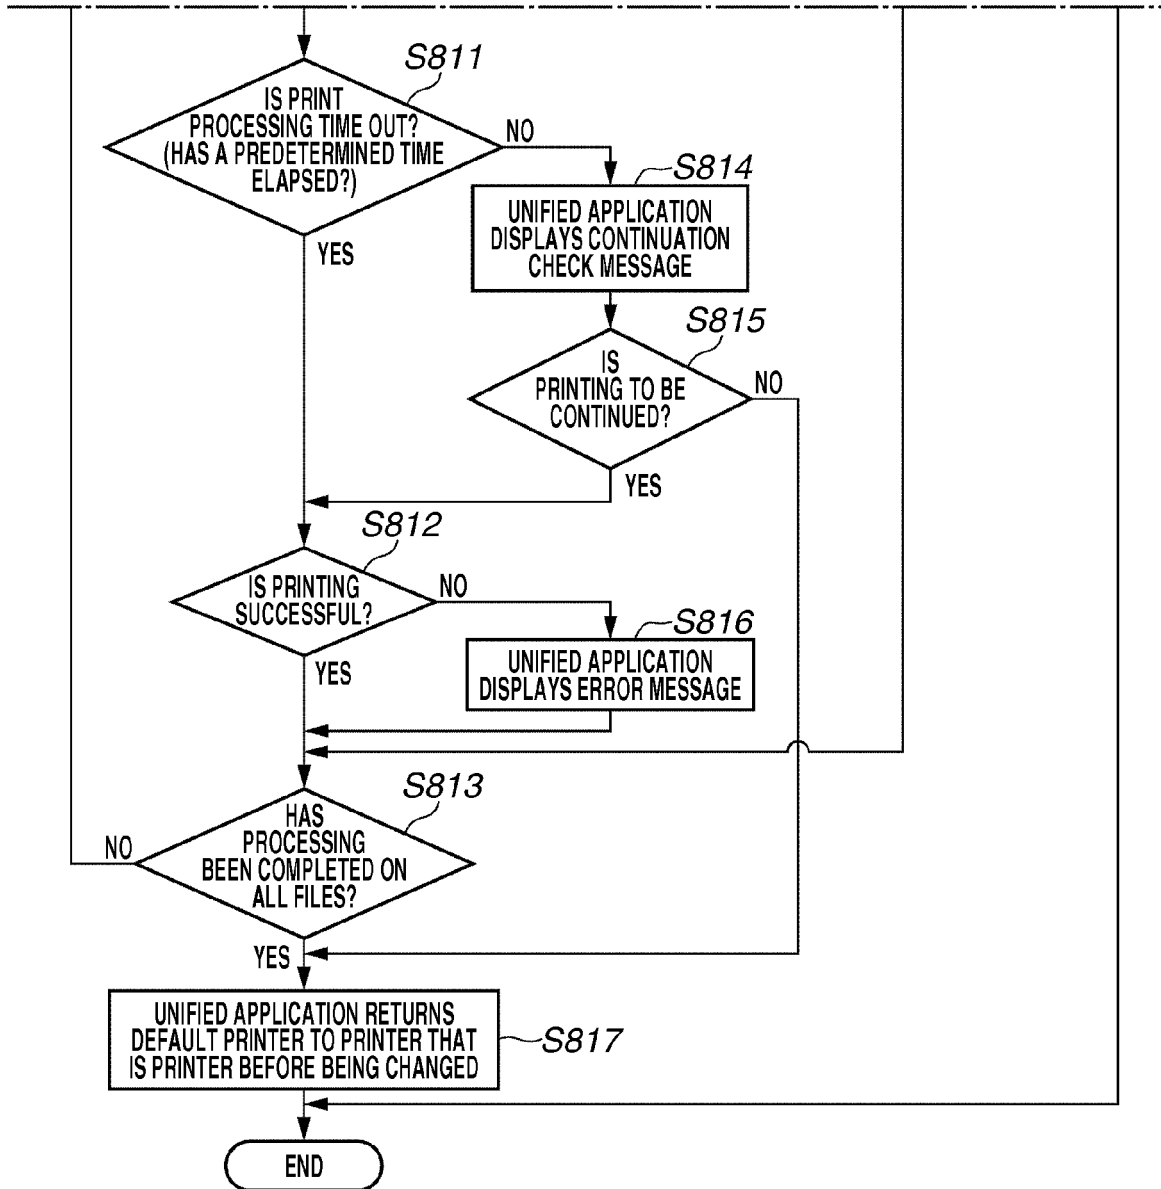 S811
IS PRINT
PROCESSING TIME OUT?
(HAS A PREDETERMINED TIME
ELAPSED?)
NO
YES
S814
UNIFIED APPLICATION
DISPLAYS CONTINUATION
CHECK MESSAGE
S815
IS
PRINTING TO BE
CONTINUED?
NO
YES
S812
IS PRINTING
SUCCESSFUL?
NO
YES
S816
UNIFIED APPLICATION
DISPLAYS ERROR MESSAGE
S813
HAS
PROCESSING
BEEN COMPLETED ON
ALL FILES?
NO
YES
UNIFIED APPLICATION RETURNS
DEFAULT PRINTER TO PRINTER THAT
IS PRINTER BEFORE BEING CHANGED
S817
END